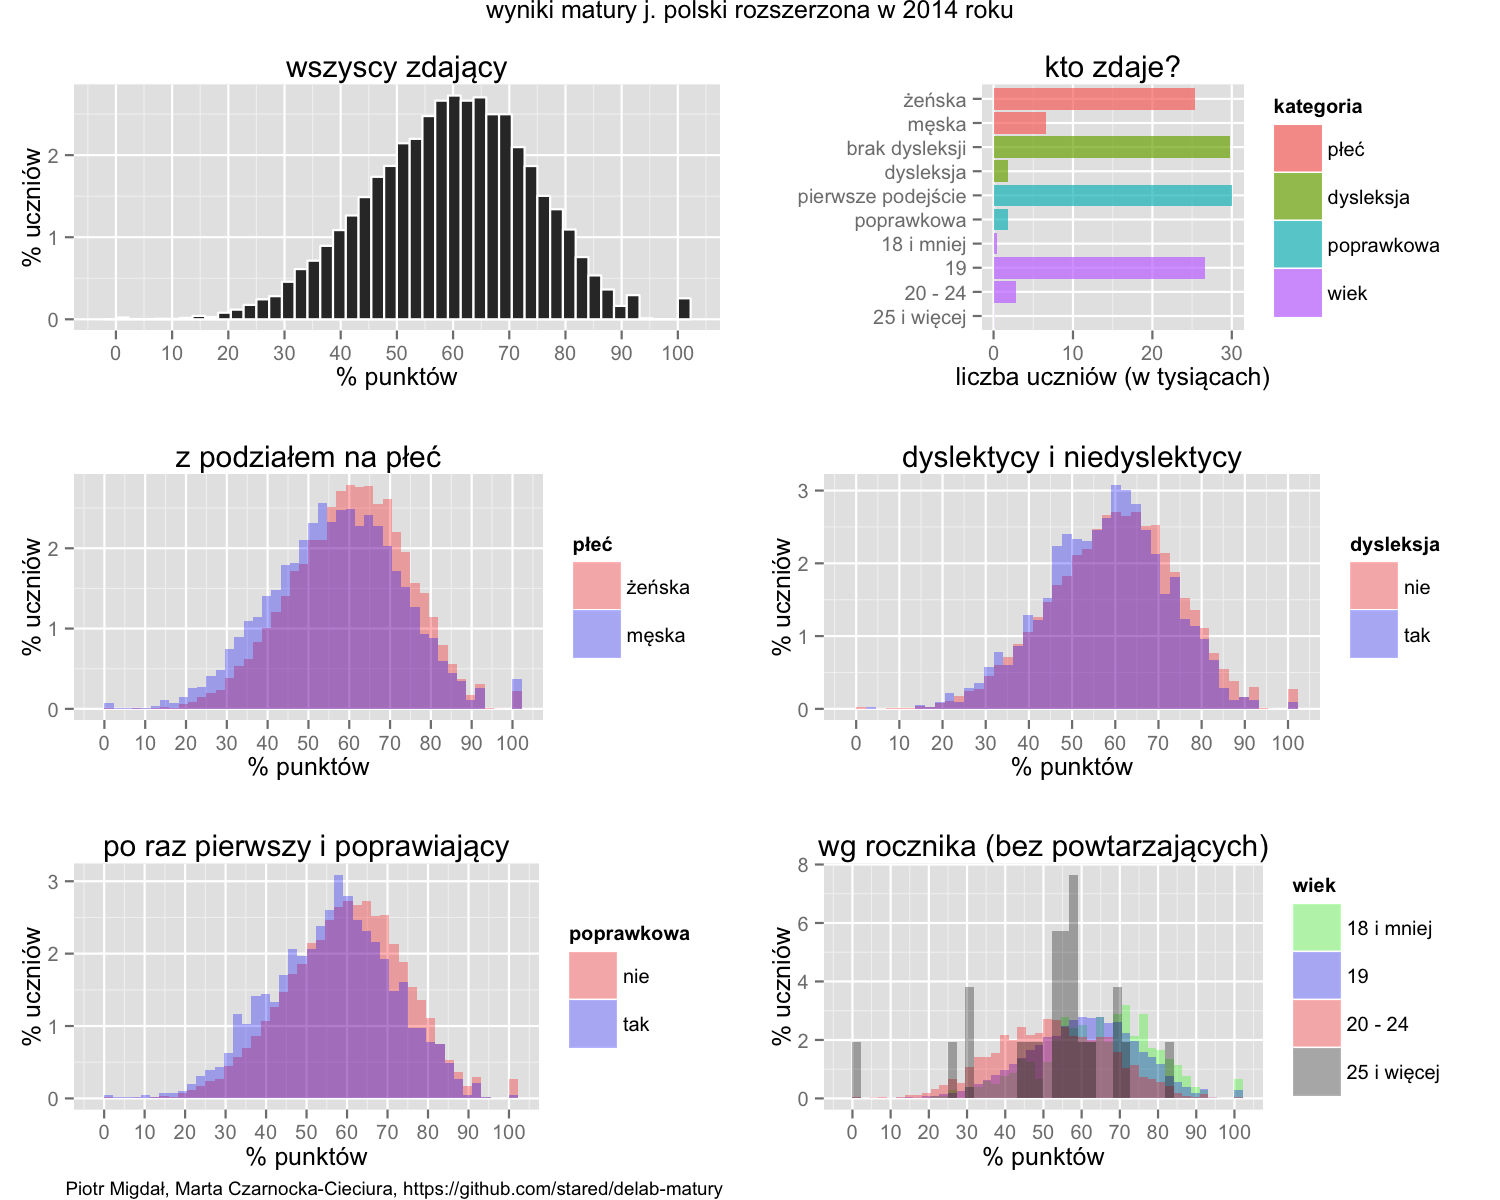 wyniki matury j. polski rozszerzona w 2014 roku
wszyscy zdający
% uczniów
2
1
0
0 10 20 30 40 50 60 70 80 90 100
% punktów
kto zdaje?
żeńska
męska
brak dysleksji
dysleksja
pierwsze podejście
poprawkowa
18 i mniej
19
20 - 24
25 i więcej
0 10 20 30
liczba uczniów (w tysiącach)
kategoria
płeć
dysleksja
poprawkowa
wiek
z podziałem na płeć
% uczniów
2
1
0
0 10 20 30 40 50 60 70 80 90 100
% punktów
płeć
żeńska
męska
dyslektycy i niedyslektycy
% uczniów
3
2
1
0
0 10 20 30 40 50 60 70 80 90 100
% punktów
dysleksja
nie
tak
po raz pierwszy i poprawiający
% uczniów
3
2
1
0
0 10 20 30 40 50 60 70 80 90 100
% punktów
poprawkowa
nie
tak
wg rocznika (bez powtarzających)
% uczniów
8
6
4
2
0
0 10 20 30 40 50 60 70 80 90 100
% punktów
wiek
18 i mniej
19
20 - 24
25 i więcej
Piotr Migdał, Marta Czarnocka-Cieciura, https://github.com/stared/delab-matury